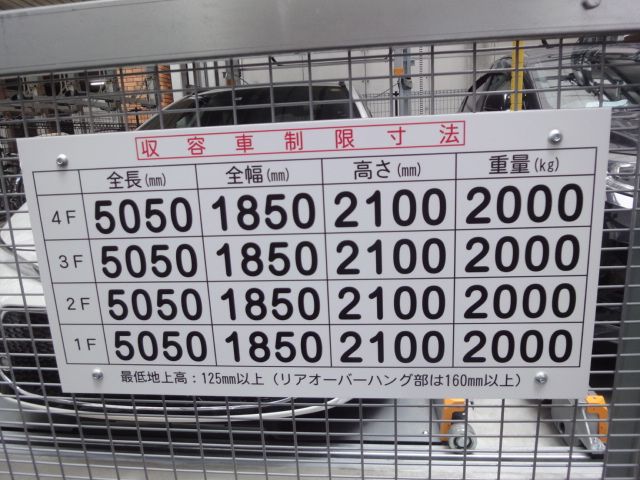 収容車制限寸法
全長(mm) 全幅(mm) 高さ(mm) 重量(kg)
4F 5050 1850 2100 2000
3F 5050 1850 2100 2000
2F 5050 1850 2100 2000
1F 5050 1850 2100 2000
最低地上高：125mm以上（リアオーバーハング部は160mm以上）